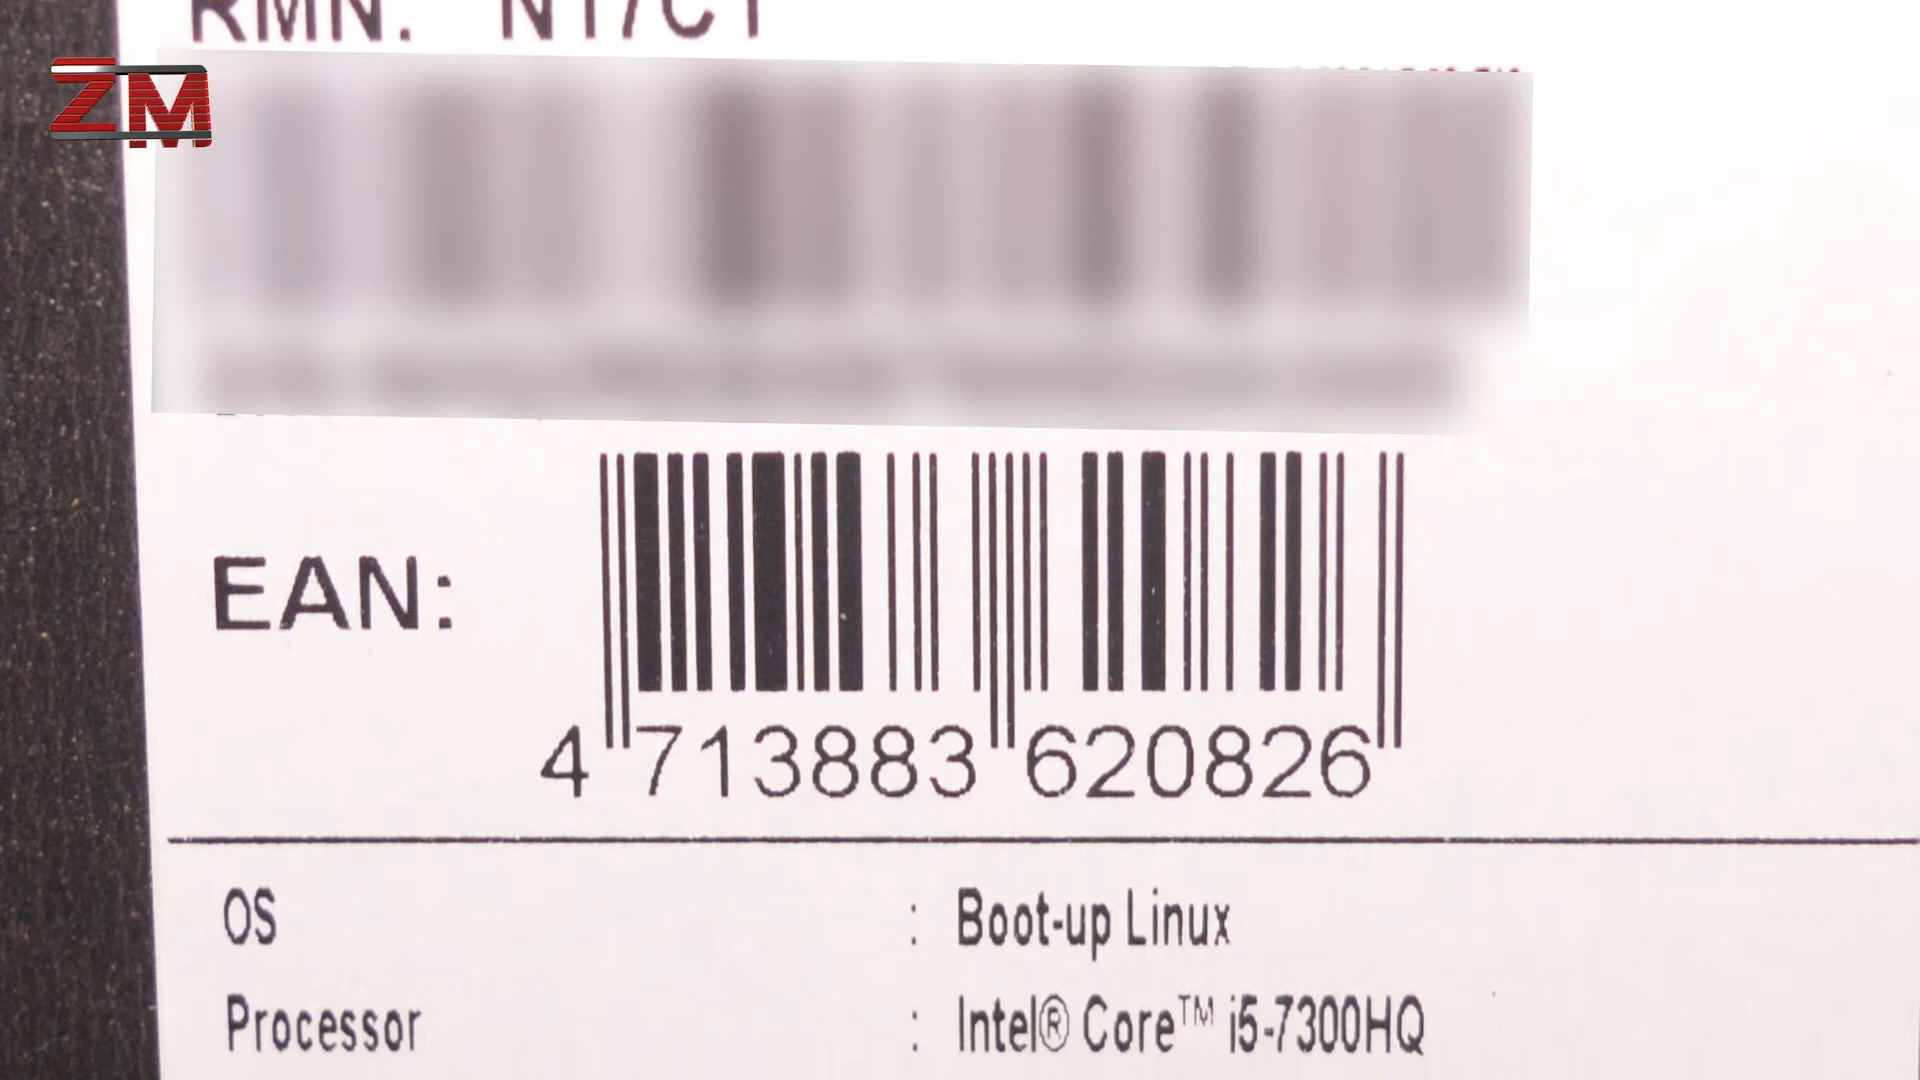 RMN: N17C1
ZM
EAN:
4 713883 620826
OS : Boot-up Linux
Processor : Intel® Core™ i5-7300HQ